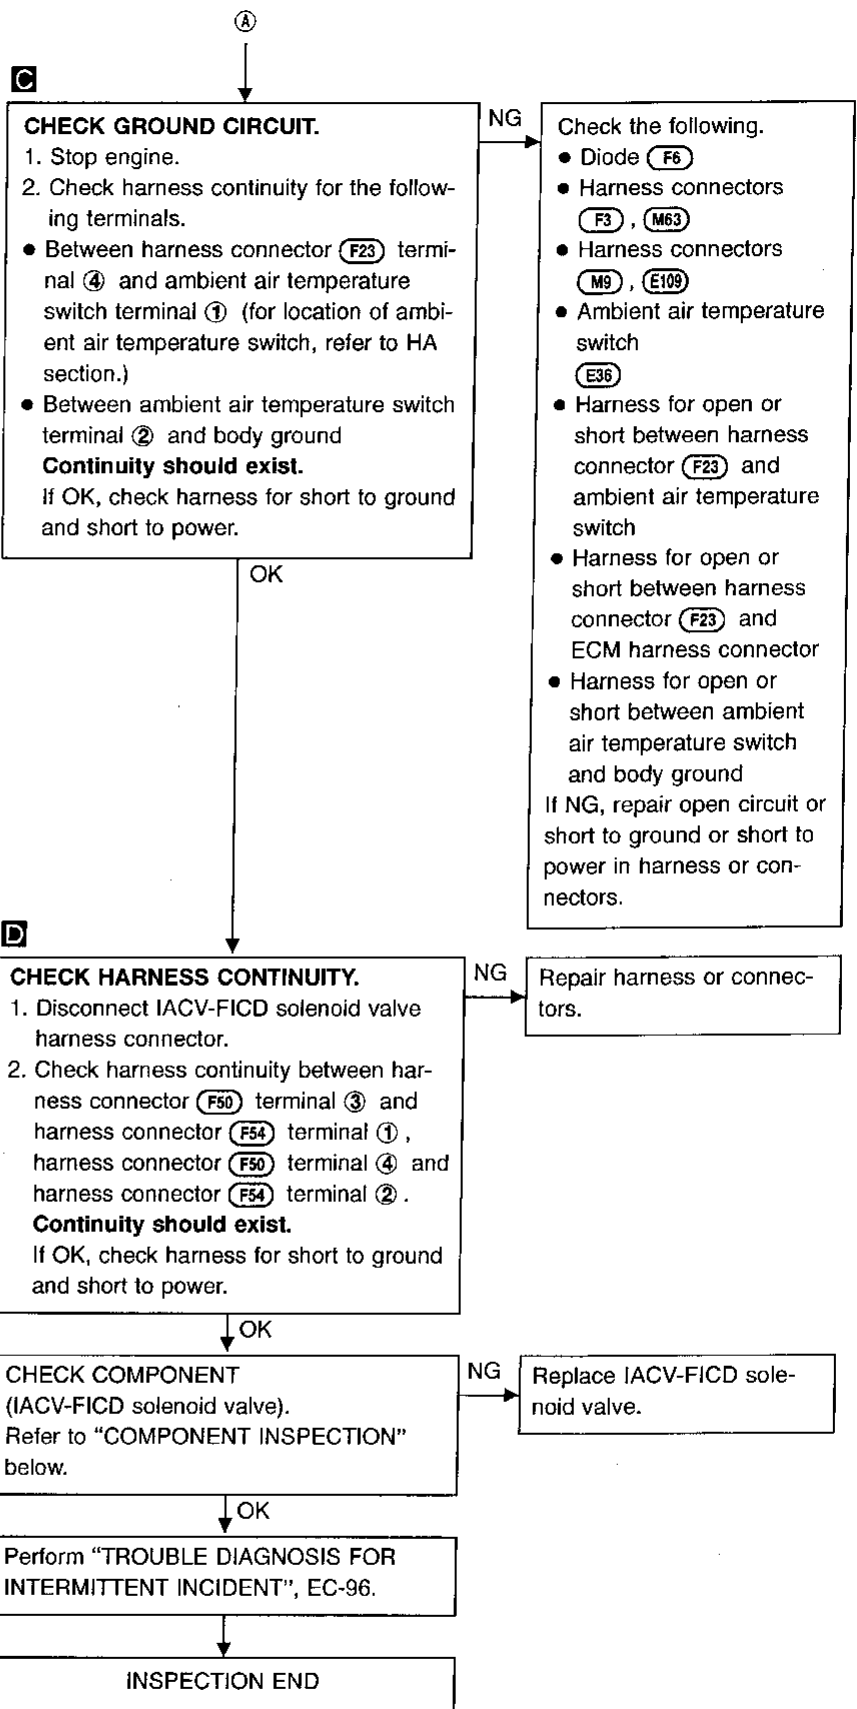 Ⓐ
C
CHECK GROUND CIRCUIT.
1. Stop engine.
2. Check harness continuity for the follow-
ing terminals.
● Between harness connector (F23) termi-
nal ④ and ambient air temperature
switch terminal ① (for location of ambi-
ent air temperature switch, refer to HA
section.)
● Between ambient air temperature switch
terminal ② and body ground
Continuity should exist.
If OK, check harness for short to ground
and short to power.
NG
Check the following.
● Diode (F6)
● Harness connectors
(F3) , (M63)
● Harness connectors
(M9) , (E109)
● Ambient air temperature
switch
(E36)
● Harness for open or
short between harness
connector (F23) and
ambient air temperature
switch
● Harness for open or
short between harness
connector (F23) and
ECM harness connector
● Harness for open or
short between ambient
air temperature switch
and body ground
If NG, repair open circuit or
short to ground or short to
power in harness or con-
nectors.
OK
D
CHECK HARNESS CONTINUITY.
1. Disconnect IACV-FICD solenoid valve
harness connector.
2. Check harness continuity between har-
ness connector (F50) terminal ③ and
harness connector (F54) terminal ① ,
harness connector (F50) terminal ④ and
harness connector (F54) terminal ② .
Continuity should exist.
If OK, check harness for short to ground
and short to power.
NG
Repair harness or connec-
tors.
OK
CHECK COMPONENT
(IACV-FICD solenoid valve).
Refer to “COMPONENT INSPECTION”
below.
NG
Replace IACV-FICD sole-
noid valve.
OK
Perform “TROUBLE DIAGNOSIS FOR
INTERMITTENT INCIDENT”, EC-96.
INSPECTION END